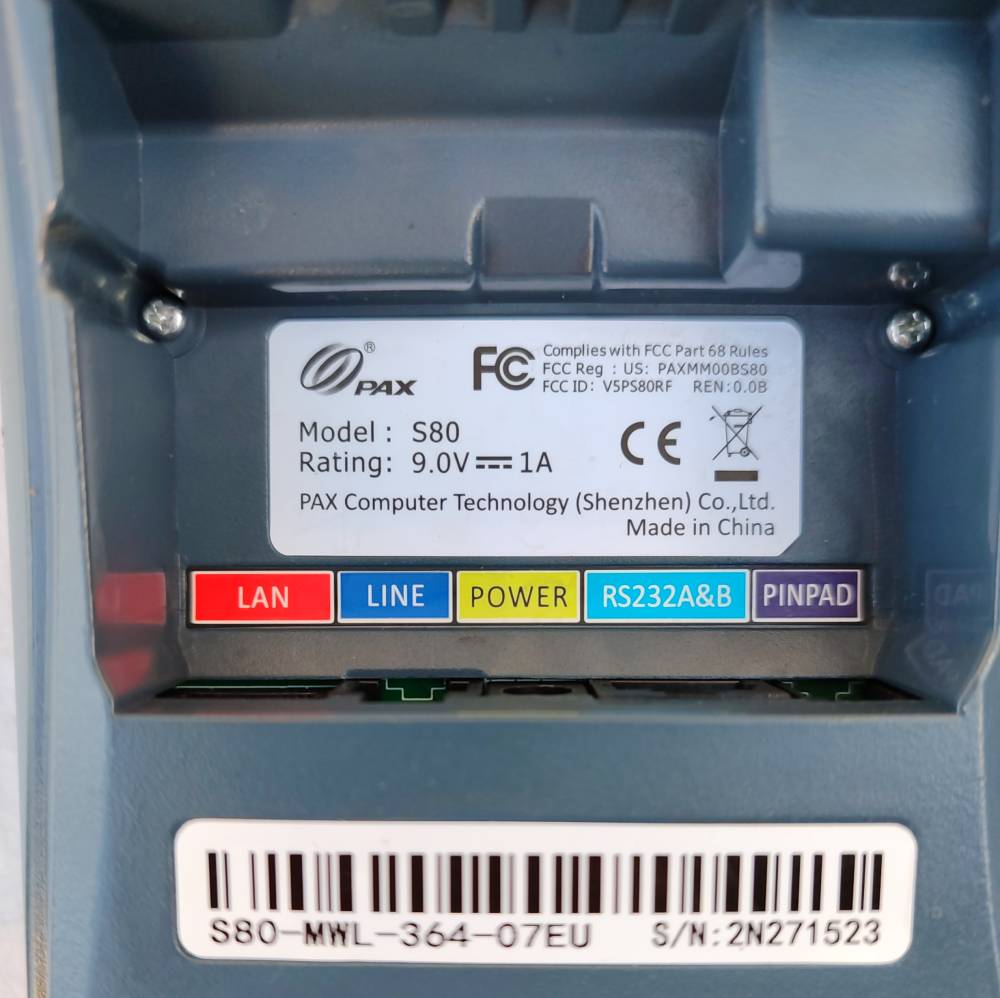 ® PAX
FC Complies with FCC Part 68 Rules
FCC Reg : US: PAXMM00BS80
FCC ID: V5PS80RF REN:0.0B
Model : S80
Rating: 9.0V 1A
CE
PAX Computer Technology (Shenzhen) Co.,Ltd.
Made in China
LAN LINE POWER RS232A&B PINPAD
S80-MWL-364-07EU S/N:2N271523